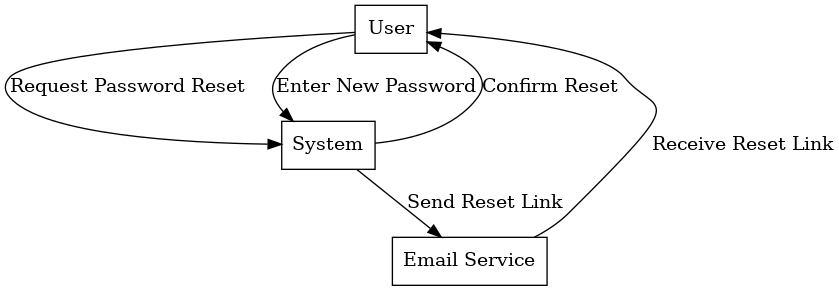 User
Request Password Reset
Enter New Password
Confirm Reset
System
Receive Reset Link
Send Reset Link
Email Service